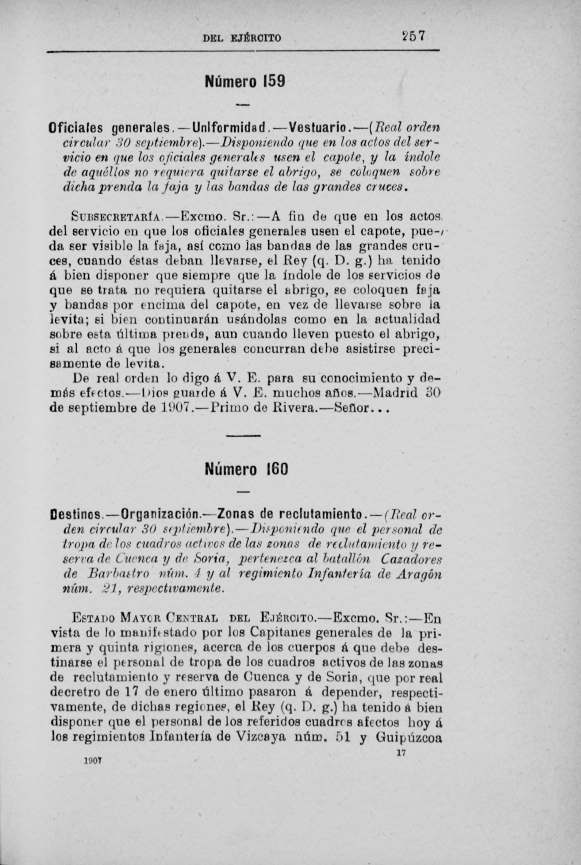 DEL EJÉRCITO 257
Número 159
Oficiales generales.—Uniformidad.—Vestuario.—(Real orden
circular 30 septiembre).—Disponiendo que en los actos del ser-
vicio en que los oficiales generales usen el capote, y la índole
de aquéllos no requiera quitarse el abrigo, se coloquen sobre
dicha prenda la faja y las bandas de las grandes cruces.
SUBSECRETARÍA.—Excmo. Sr.:—A fin de que en los actos
del servicio en que los oficiales generales usen el capote, pue-
da ser visible la faja, así como las bandas de las grandes cru-
ces, cuando éstas deban llevarse, el Rey (q. D. g.) ha tenido
á bien disponer que siempre que la índole de los servicios de
que se trata no requiera quitarse el abrigo, se coloquen faja
y bandas por encima del capote, en vez de llevarse sobre la
levita; si bien continuarán usándolas como en la actualidad
sobre esta última prenda, aun cuando lleven puesto el abrigo,
si al acto á que los generales concurran debe asistirse preci-
samente de levita.
De real orden lo digo á V. E. para su conocimiento y de-
más efectos.—Dios guarde á V. E. muchos años.—Madrid 30
de septiembre de 1907.—Primo de Rivera.—Señor...
Número 160
Destinos.—Organización.—Zonas de reclutamiento.—(Real or-
den circular 30 septiembre).—Disponiendo que el personal de
tropa de los cuadros activos de las zonas de reclutamiento y re-
serva de Cuenca y de Soria, pertenezca al batallón Cazadores
de Barbastro núm. 4 y al regimiento Infantería de Aragón
núm. 21, respectivamente.
ESTADO MAYOR CENTRAL DEL EJÉRCITO.—Excmo. Sr.:—En
vista de lo manifestado por los Capitanes generales de la pri-
mera y quinta rigiones, acerca de los cuerpos á que debe des-
tinarse el personal de tropa de los cuadros activos de las zonas
de reclutamiento y reserva de Cuenca y de Soria, que por real
decretro de 17 de enero último pasaron á depender, respecti-
vamente, de dichas regiones, el Rey (q. D. g.) ha tenido á bien
disponer que el personal de los referidos cuadros afectos hoy á
los regimientos Infantería de Vizcaya núm. 51 y Guipúzcoa
1907 17